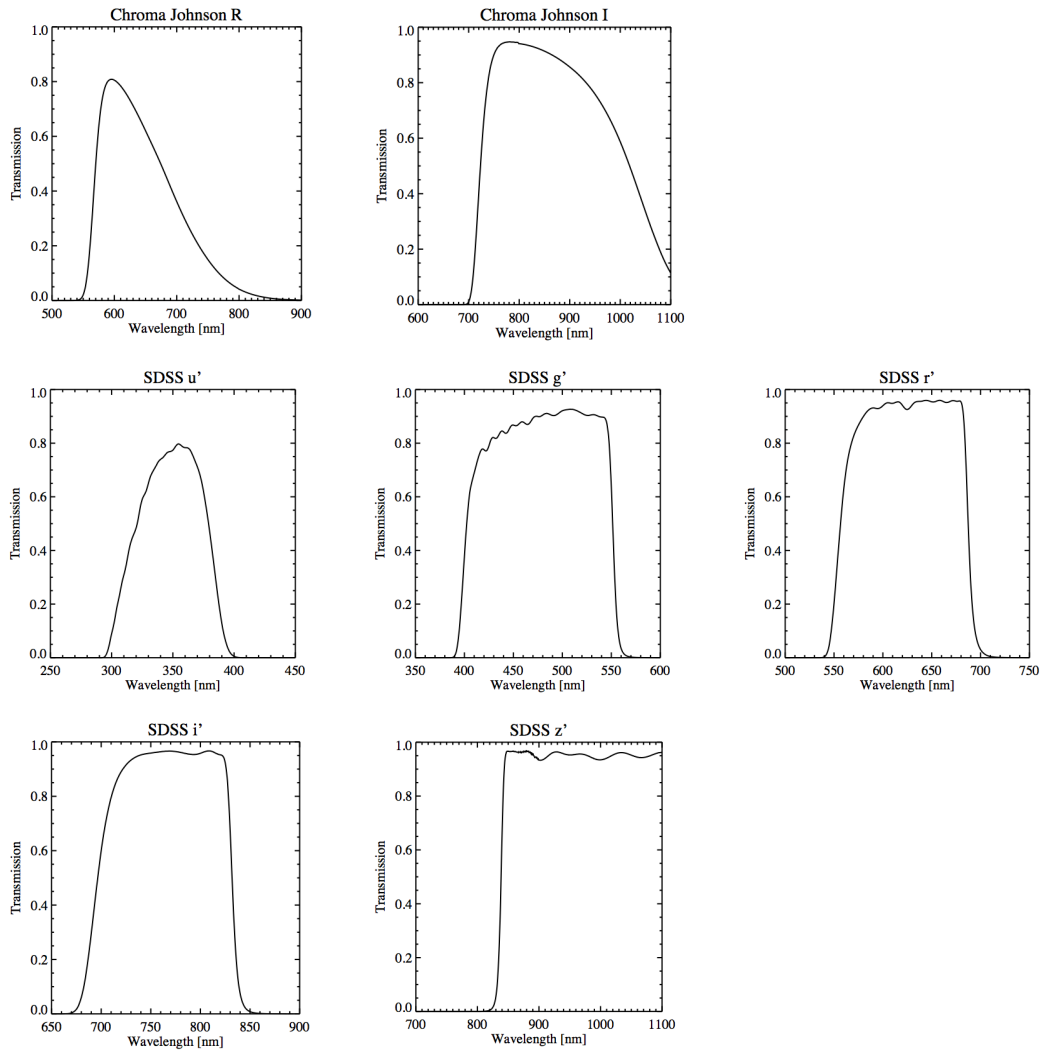 Chroma Johnson R
Transmission
1.0
0.8
0.6
0.4
0.2
0.0
500 600 700 800 900
Wavelength [nm]
Chroma Johnson I
Transmission
1.0
0.8
0.6
0.4
0.2
0.0
600 700 800 900 1000 1100
Wavelength [nm]
SDSS u’
Transmission
1.0
0.8
0.6
0.4
0.2
0.0
250 300 350 400 450
Wavelength [nm]
SDSS g’
Transmission
1.0
0.8
0.6
0.4
0.2
0.0
350 400 450 500 550 600
Wavelength [nm]
SDSS r’
Transmission
1.0
0.8
0.6
0.4
0.2
0.0
500 550 600 650 700 750
Wavelength [nm]
SDSS i’
Transmission
1.0
0.8
0.6
0.4
0.2
0.0
650 700 750 800 850 900
Wavelength [nm]
SDSS z’
Transmission
1.0
0.8
0.6
0.4
0.2
0.0
700 800 900 1000 1100
Wavelength [nm]